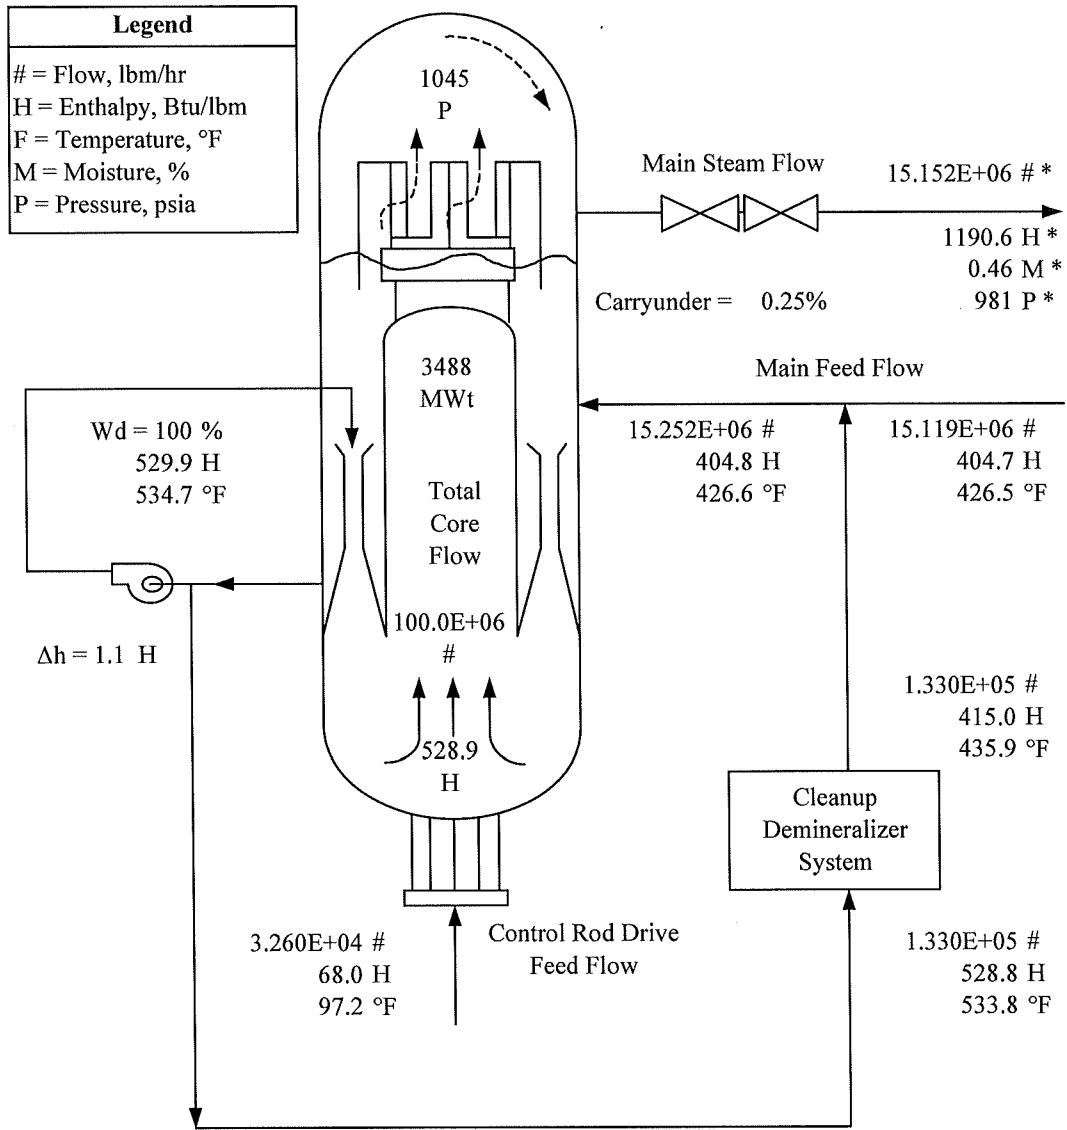 Legend
# = Flow, lbm/hr
H = Enthalpy, Btu/lbm
F = Temperature, °F
M = Moisture, %
P = Pressure, psia
1045
P
Main Steam Flow
15.152E+06 # *
1190.6 H *
0.46 M *
981 P *
Carryunder = 0.25%
3488
MWt
Main Feed Flow
Wd = 100 %
529.9 H
534.7 °F
15.252E+06 #
404.8 H
426.6 °F
15.119E+06 #
404.7 H
426.5 °F
Total
Core
Flow
100.0E+06
#
Δh = 1.1 H
528.9
H
1.330E+05 #
415.0 H
435.9 °F
Cleanup
Demineralizer
System
3.260E+04 #
68.0 H
97.2 °F
Control Rod Drive
Feed Flow
1.330E+05 #
528.8 H
533.8 °F